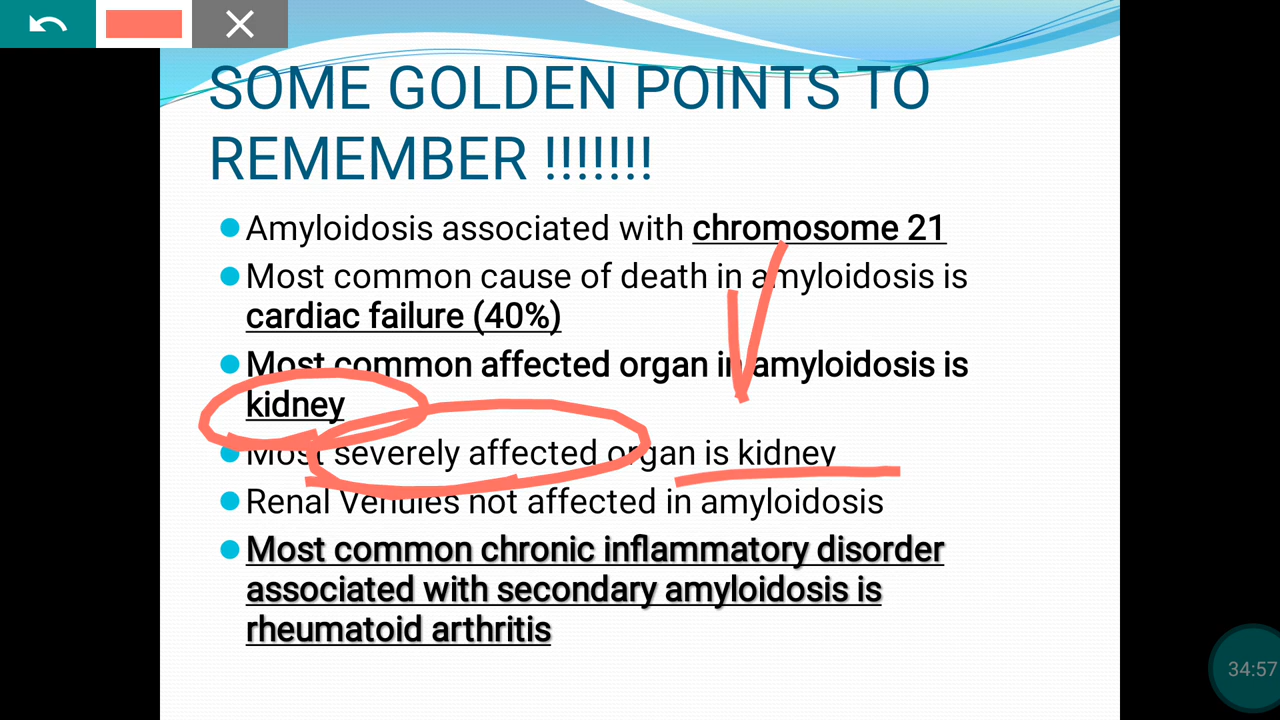 SOME GOLDEN POINTS TO
REMEMBER !!!!!!!
Amyloidosis associated with chromosome 21
Most common cause of death in amyloidosis is
cardiac failure (40%)
Most common affected organ in amyloidosis is
kidney
Most severely affected organ is kidney
Renal Venules not affected in amyloidosis
Most common chronic inflammatory disorder
associated with secondary amyloidosis is
rheumatoid arthritis
34:57